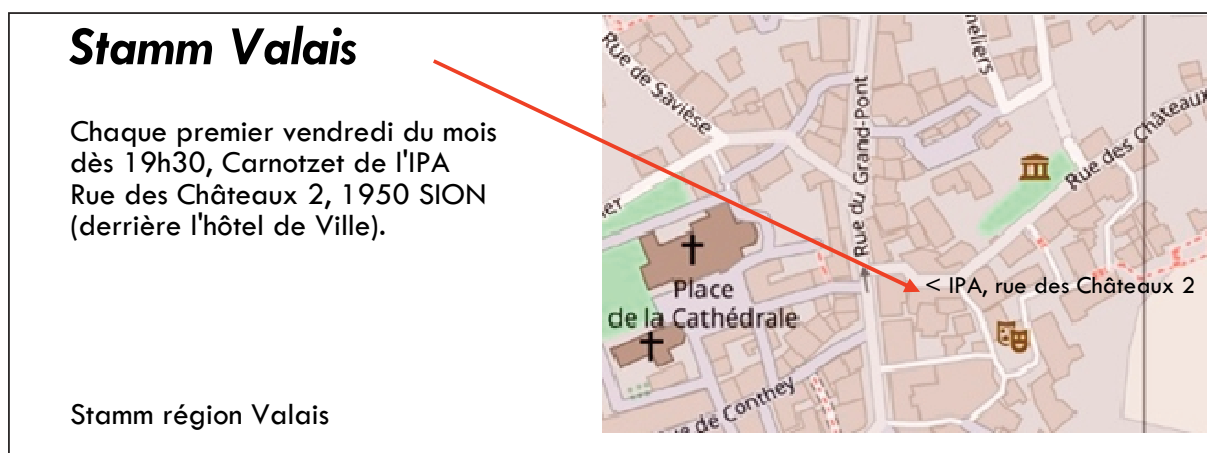 Stamm Valais
Chaque premier vendredi du mois
dès 19h30, Carnotzet de l'IPA
Rue des Châteaux 2, 1950 SION
(derrière l'hôtel de Ville).
Stamm région Valais
Rue de Savièse
Rue du Grand-Pont
Rue des Châteaux
< IPA, rue des Châteaux 2
Place
de la Cathédrale
de Conthey